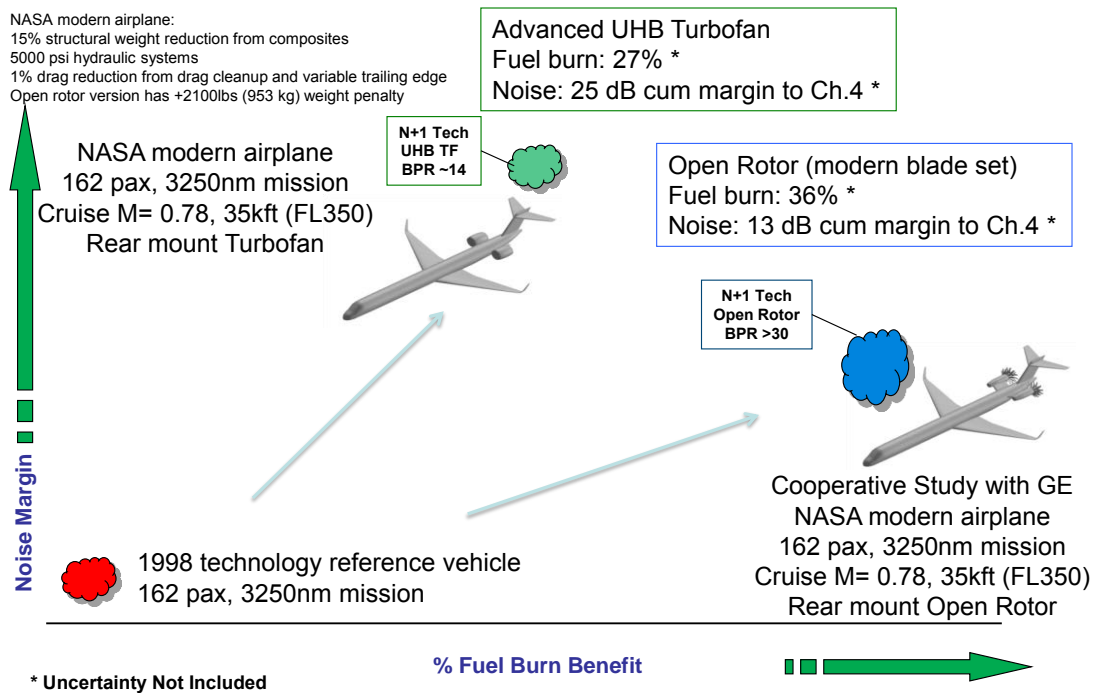 NASA modern airplane:
15% structural weight reduction from composites
5000 psi hydraulic systems
1% drag reduction from drag cleanup and variable trailing edge
Open rotor version has +2100lbs (953 kg) weight penalty
Advanced UHB Turbofan
Fuel burn: 27% *
Noise: 25 dB cum margin to Ch.4 *
N+1 Tech
UHB TF
BPR ~14
NASA modern airplane
162 pax, 3250nm mission
Cruise M= 0.78, 35kft (FL350)
Rear mount Turbofan
Open Rotor (modern blade set)
Fuel burn: 36% *
Noise: 13 dB cum margin to Ch.4 *
N+1 Tech
Open Rotor
BPR >30
Noise Margin
Cooperative Study with GE
NASA modern airplane
162 pax, 3250nm mission
Cruise M= 0.78, 35kft (FL350)
Rear mount Open Rotor
1998 technology reference vehicle
162 pax, 3250nm mission
% Fuel Burn Benefit
* Uncertainty Not Included